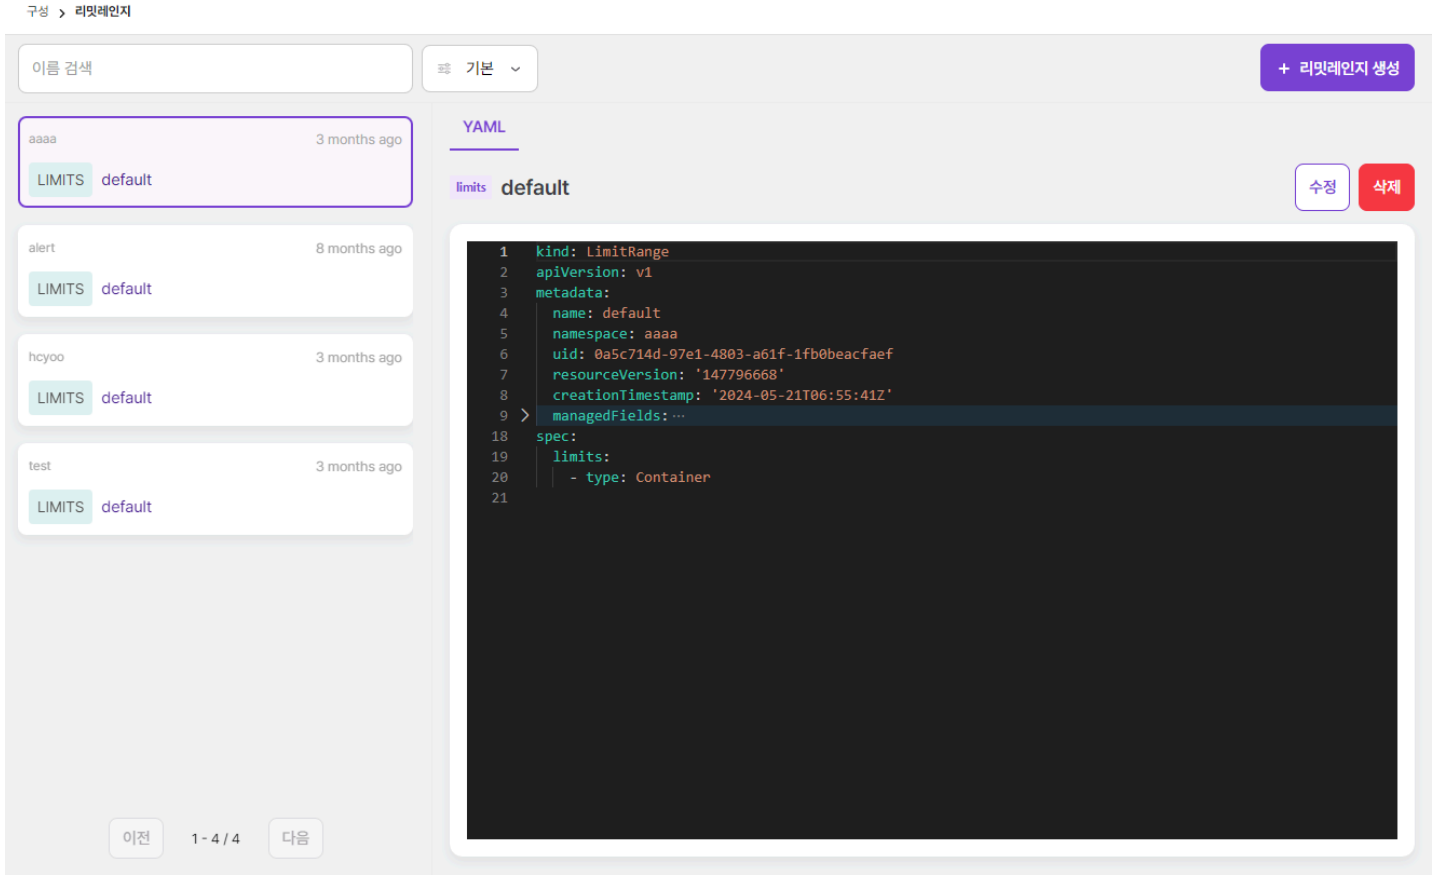 구성 > 리밋레인지
이름 검색
기본
+ 리밋레인지 생성
aaaa 3 months ago
LIMITS default
alert 8 months ago
LIMITS default
hcyoo 3 months ago
LIMITS default
test 3 months ago
LIMITS default
이전 1 - 4 / 4 다음
YAML
limits default
수정 삭제
1 kind: LimitRange
2 apiVersion: v1
3 metadata:
4 name: default
5 namespace: aaaa
6 uid: 0a5c714d-97e1-4803-a61f-1fb0beacfaef
7 resourceVersion: '147796668'
8 creationTimestamp: '2024-05-21T06:55:41Z'
9 > managedFields: ···
18 spec:
19 limits:
20 - type: Container
21